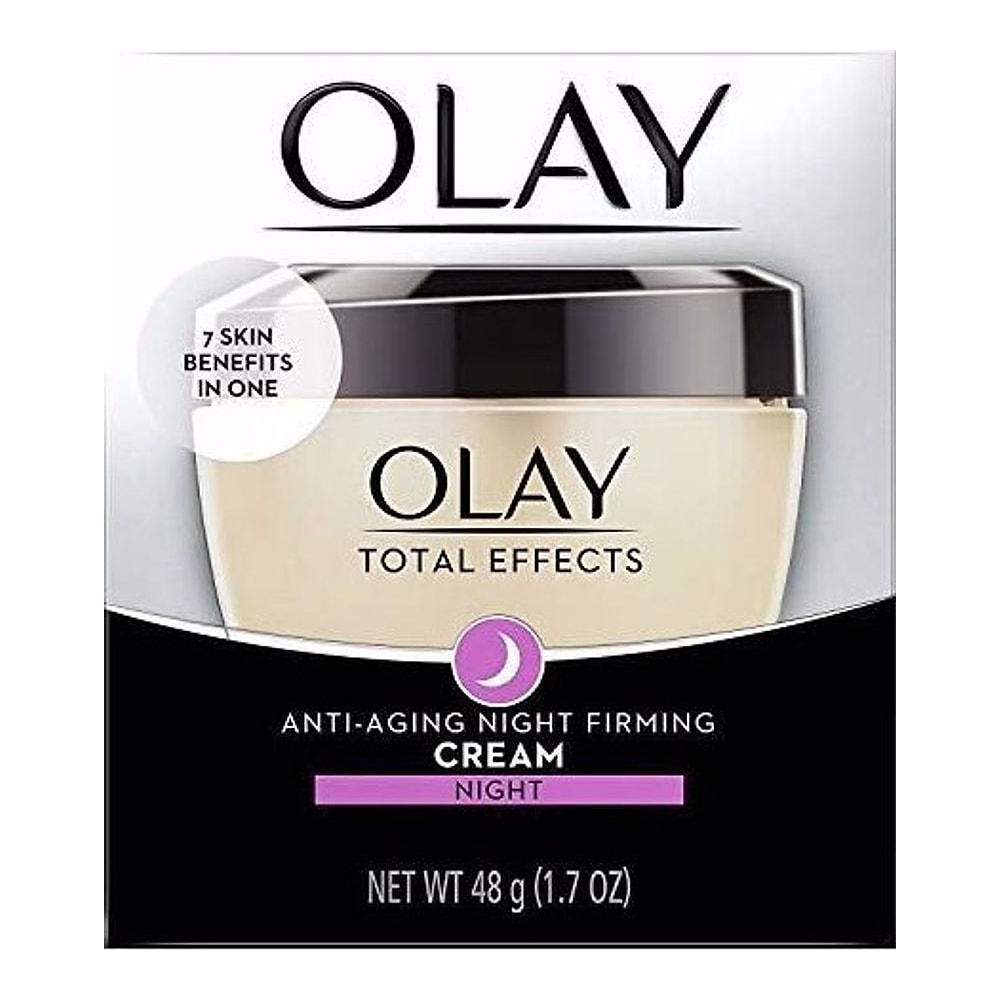 OLAY
7 SKIN
BENEFITS
IN ONE
OLAY
TOTAL EFFECTS
ANTI-AGING NIGHT FIRMING
CREAM
NIGHT
NET WT 48 g (1.7 OZ)